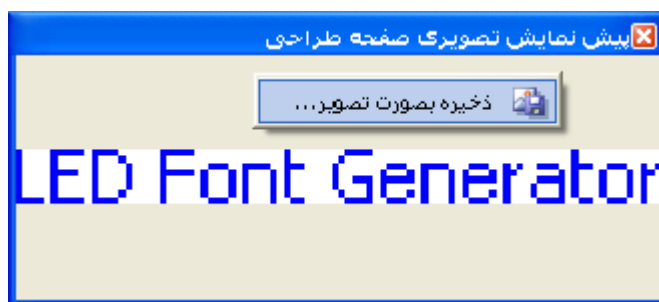 پیش نمایش تصویری صفحه طراحی
ذخیره بصورت تصویر...
LED Font Generator